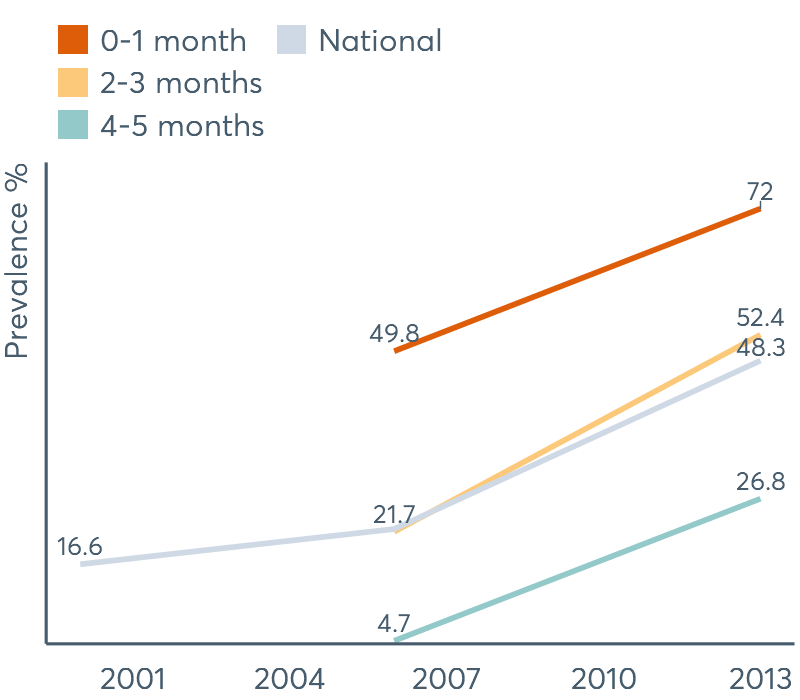 0-1 month National
2-3 months
4-5 months
Prevalence %
72
49.8
52.4
48.3
26.8
21.7
16.6
4.7
2001 2004 2007 2010 2013